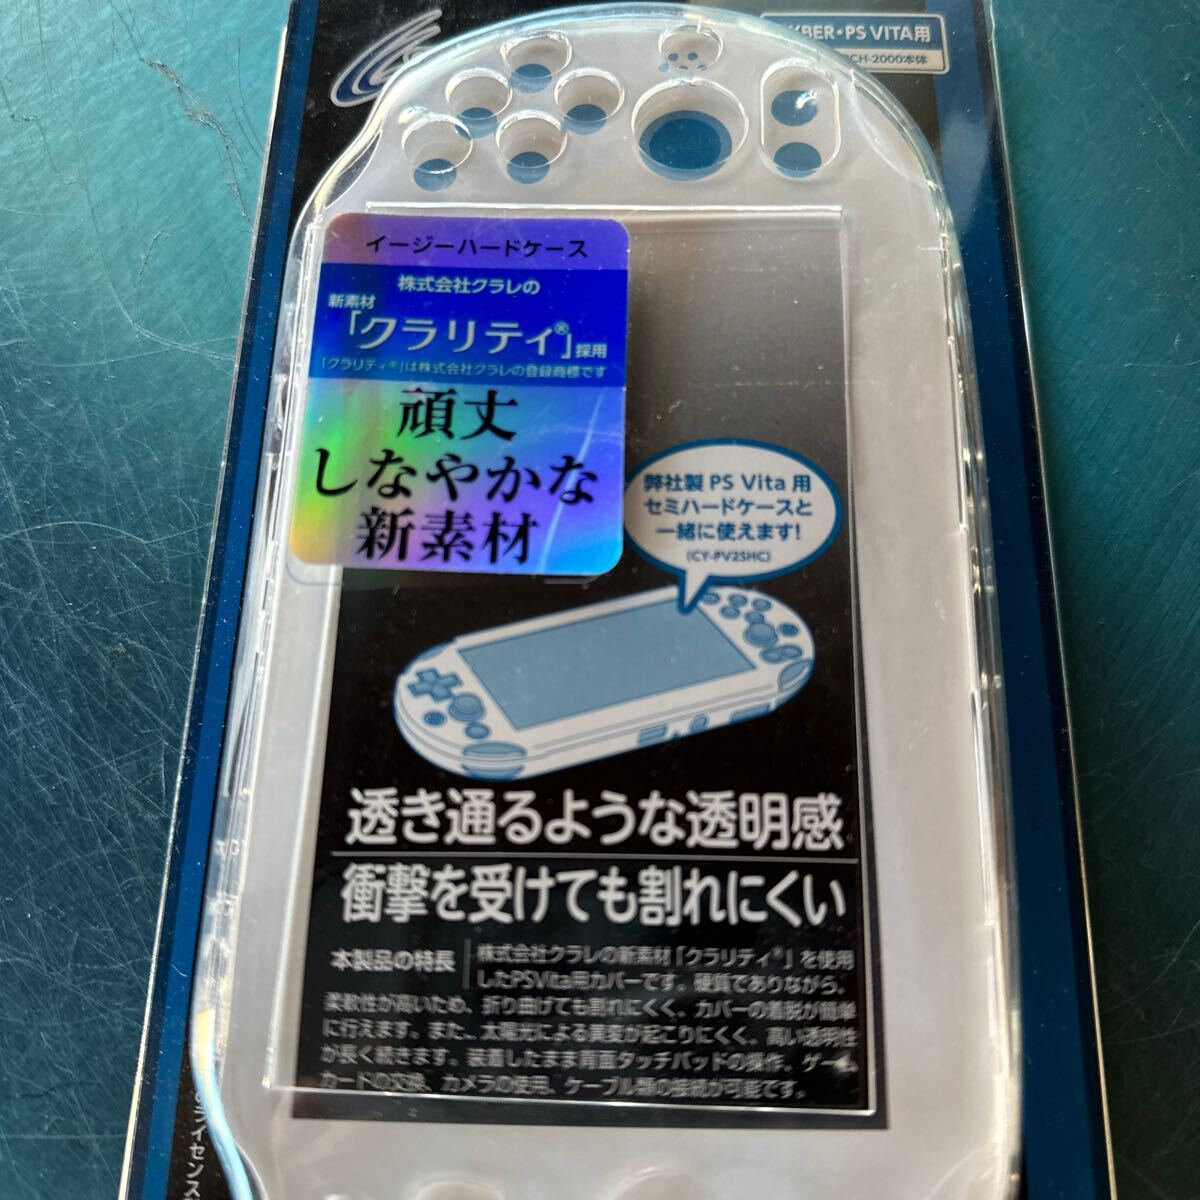 YBER・PS VITA用
CH-2000本体
イージーハードケース
株式会社クラレの
新素材
「クラリティ®」採用
「クラリティ®」は株式会社クラレの登録商標です
頑丈
しなやかな
新素材
弊社製 PS Vita 用
セミハードケースと
一緒に使えます!
(CY-PV2SHC)
透き通るような透明感
衝撃を受けても割れにくい
本製品の特長
株式会社クラレの新素材「クラリティ®」を使用
したPSVita用カバーです。硬質でありながら、
柔軟性が高いため、折り曲げても割れにくく、カバーの着脱が簡単
に行えます。また、太陽光による黄変が起こりにくく、高い透明性
が長く続きます。装着したまま背面タッチパッドの操作、ゲーム
カードの交換、カメラの使用、ケーブル類の接続が可能です。
のライセンス